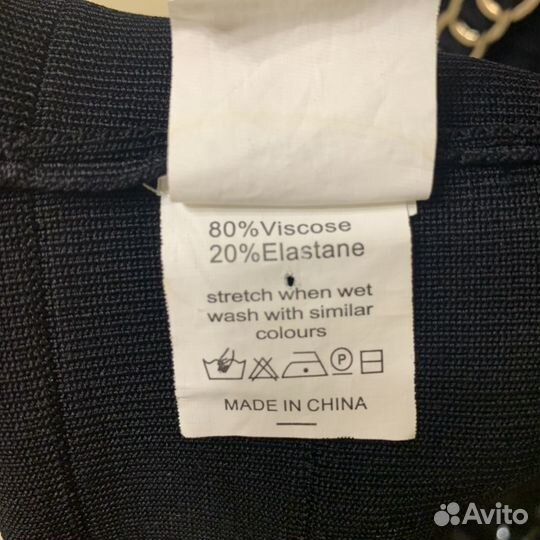 80%Viscose
20%Elastane
stretch when wet
wash with similar
colours
P
MADE IN CHINA
Avito